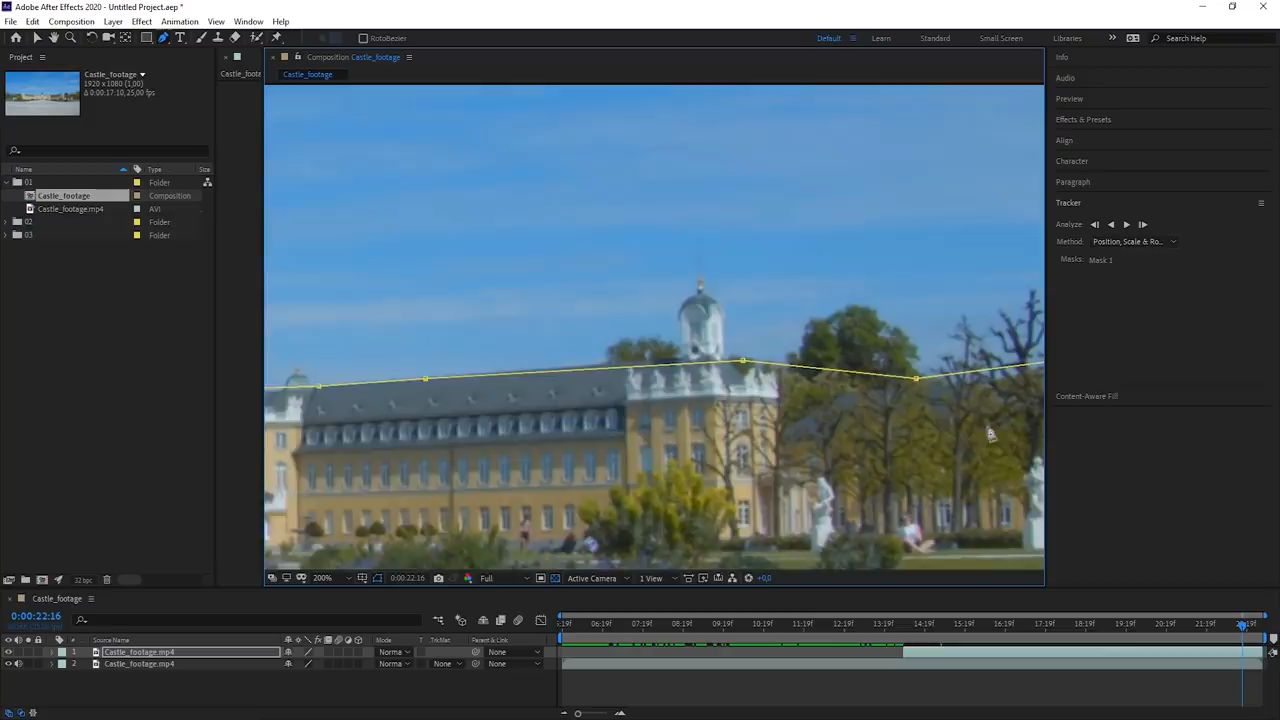 Adobe After Effects 2020 - Untitled Project.aep *
File Edit Composition Layer Effect Animation View Window Help
RotoBezier
Default Learn Standard Small Screen Libraries Search Help
Project
Castle_footage
1920 x 1080 (1,00)
Δ 0:00:17:10, 25,00 fps
Name Type Size
01 Folder
Castle_footage Composition
Castle_footage.mp4 AVI
02 Folder
03 Folder
32 bpc
Castle_foota
Composition Castle_footage
Castle_footage
200% 0:00:22:16 Full Active Camera 1 View +0,0
Info
Audio
Preview
Effects & Presets
Align
Character
Paragraph
Tracker
Analyze:
Method: Position, Scale & Ro...
Masks: Mask 1
Content-Aware Fill
Castle_footage
0:00:22:16
# Source Name Mode T .TrkMat Parent & Link
1 Castle_footage.mp4 Norma None
2 Castle_footage.mp4 Norma None None
5:19f 06:19f 07:19f 08:19f 09:19f 10:19f 11:19f 12:19f 13:19f 14:19f 15:19f 16:19f 17:19f 18:19f 19:19f 20:19f 21:19f